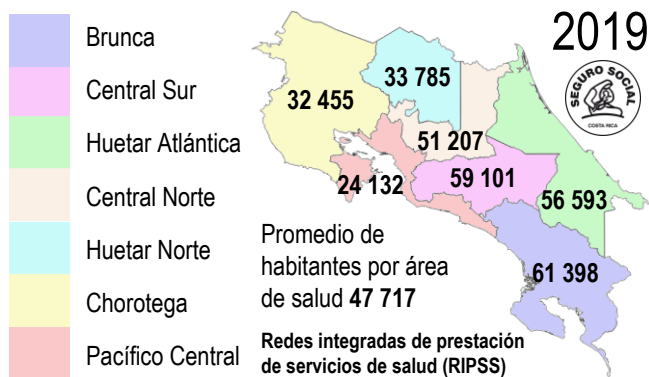 Brunca
Central Sur
Huetar Atlántica
Central Norte
Huetar Norte
Chorotega
Pacífico Central
2019
SEGURO SOCIAL
COSTA RICA
33 785
32 455
51 207
24 132
59 101
56 593
61 398
Promedio de
habitantes por área
de salud 47 717
Redes integradas de prestación
de servicios de salud (RIPSS)